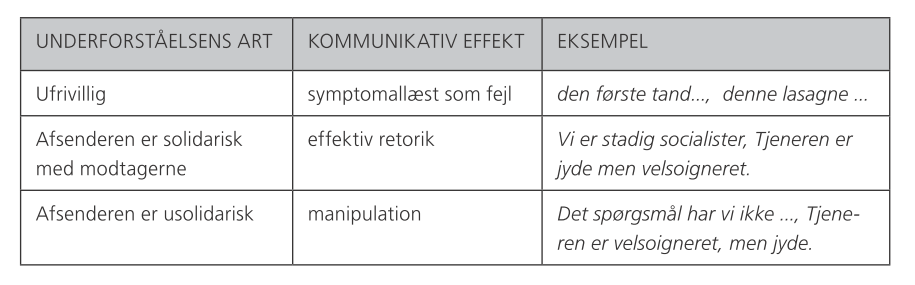 UNDERFORSTÅELSENS ART KOMMUNIKATIV EFFEKT EKSEMPEL
Ufrivillig symptomallæst som fejl den første tand..., denne lasagne ...
Afsenderen er solidarisk effektiv retorik Vi er stadig socialister, Tjeneren er
med modtagerne jyde men velsoigneret.
Afsenderen er usolidarisk manipulation Det spørgsmål har vi ikke ..., Tjene-
ren er velsoigneret, men jyde.